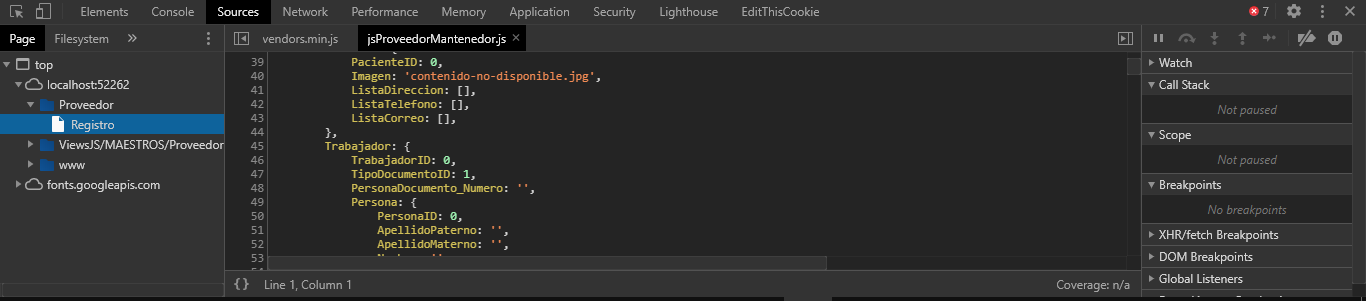 Elements Console Sources Network Performance Memory Application Security Lighthouse EditThisCookie 7
Page Filesystem »
vendors.min.js jsProveedorMantenedor.js
top
localhost:52262
Proveedor
Registro
ViewsJS/MAESTROS/Proveedor
www
fonts.googleapis.com
39 PacienteID: 0,
40 Imagen: 'contenido-no-disponible.jpg',
41 ListaDireccion: [],
42 ListaTelefono: [],
43 ListaCorreo: [],
44 },
45 Trabajador: {
46 TrabajadorID: 0,
47 TipoDocumentoID: 1,
48 PersonaDocumento_Numero: '',
49 Persona: {
50 PersonaID: 0,
51 ApellidoPaterno: '',
52 ApellidoMaterno: '',
53
{} Line 1, Column 1 Coverage: n/a
Watch
Call Stack
Not paused
Scope
Not paused
Breakpoints
No breakpoints
XHR/fetch Breakpoints
DOM Breakpoints
Global Listeners